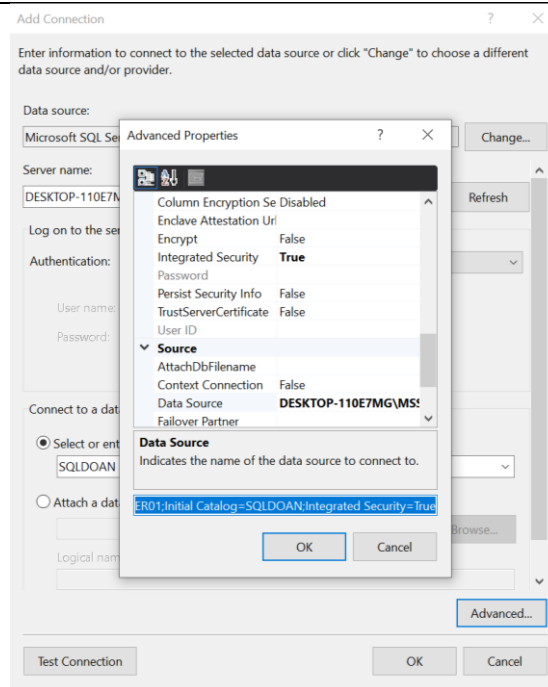 Add Connection
Enter information to connect to the selected data source or click "Change" to choose a different
data source and/or provider.
Data source:
Microsoft SQL Se
Change...
Server name:
DESKTOP-110E7
Refresh
Log on to the ser
Authentication:
User name:
Password:
Connect to a dat
Select or ent
SQLDOAN
Attach a dat
Browse...
Logical nam
Advanced...
Test Connection
OK
Cancel
Advanced Properties
Column Encryption Se Disabled
Enclave Attestation Url
Encrypt False
Integrated Security True
Password
Persist Security Info False
TrustServerCertificate False
User ID
Source
AttachDbFilename
Context Connection False
Data Source DESKTOP-110E7MG\MSS
Failover Partner
Data Source
Indicates the name of the data source to connect to.
ER01;Initial Catalog=SQLDOAN;Integrated Security=True
OK
Cancel